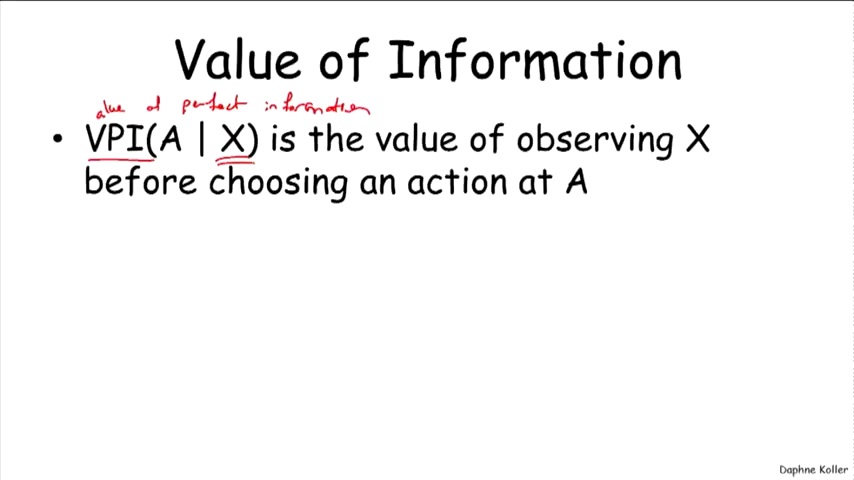 Value of Information
value of perfect information
• VPI(A | X) is the value of observing X
before choosing an action at A
Daphne Koller